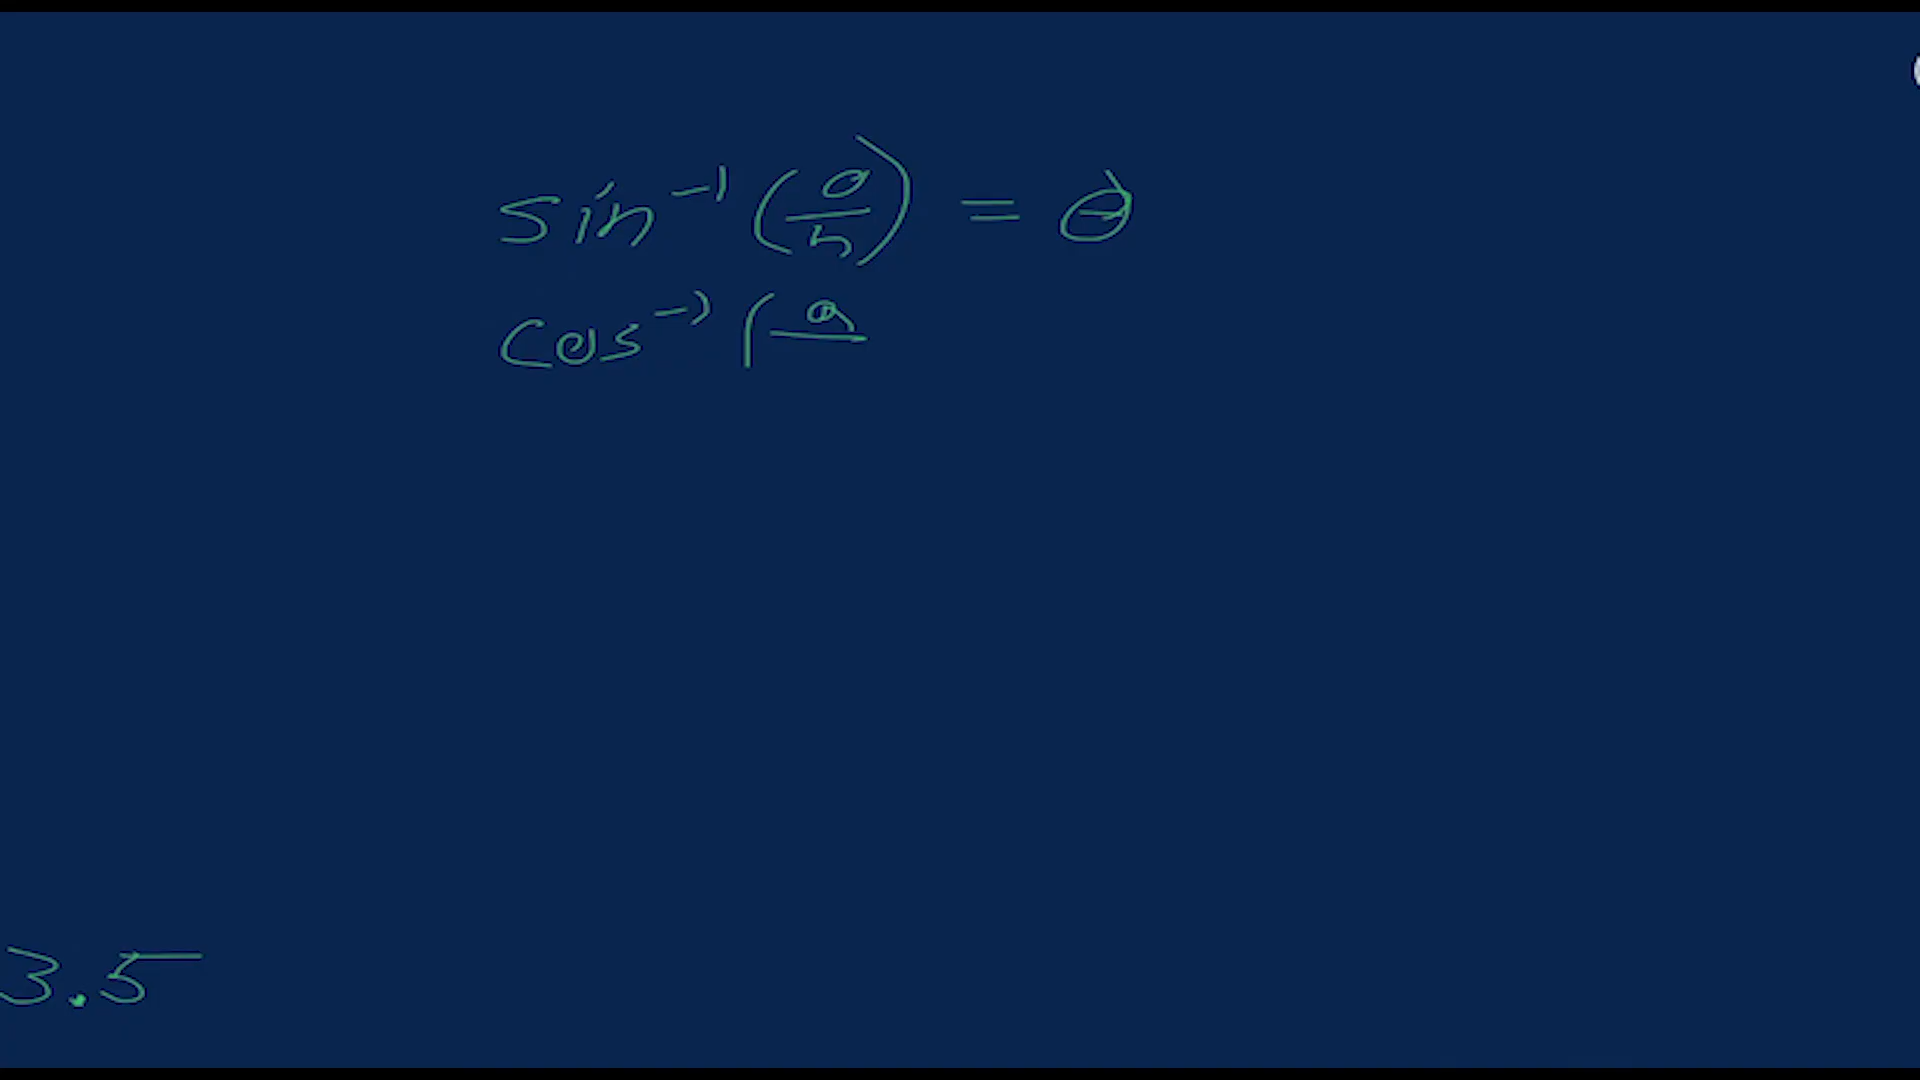 sin⁻¹(o/h) = θ
cos⁻¹(a/
3.5